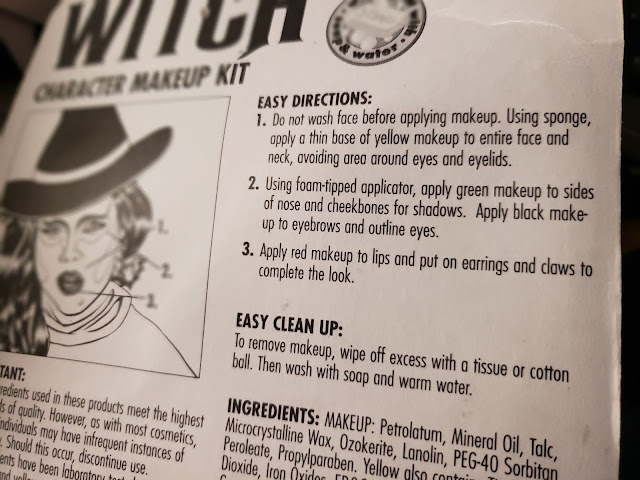 WITCH
CHARACTER MAKEUP KIT
soap & water
EASY DIRECTIONS:
1. Do not wash face before applying makeup. Using sponge,
apply a thin base of yellow makeup to entire face and
neck, avoiding area around eyes and eyelids.
2. Using foam-tipped applicator, apply green makeup to sides
of nose and cheekbones for shadows. Apply black make-
up to eyebrows and outline eyes.
3. Apply red makeup to lips and put on earrings and claws to
complete the look.
1.
2.
3.
EASY CLEAN UP:
To remove makeup, wipe off excess with a tissue or cotton
ball. Then wash with soap and warm water.
TANT:
redients used in these products meet the highest
ds of quality. However, as with most cosmetics,
individuals may have infrequent instances of
Should this occur, discontinue use.
ents have been laboratory
INGREDIENTS: MAKEUP: Petrolatum, Mineral Oil, Talc,
Microcrystalline Wax, Ozokerite, Lanolin, PEG-40 Sorbitan
Peroleate, Propylparaben. Yellow also contain
Dioxide, Iron Oxides,